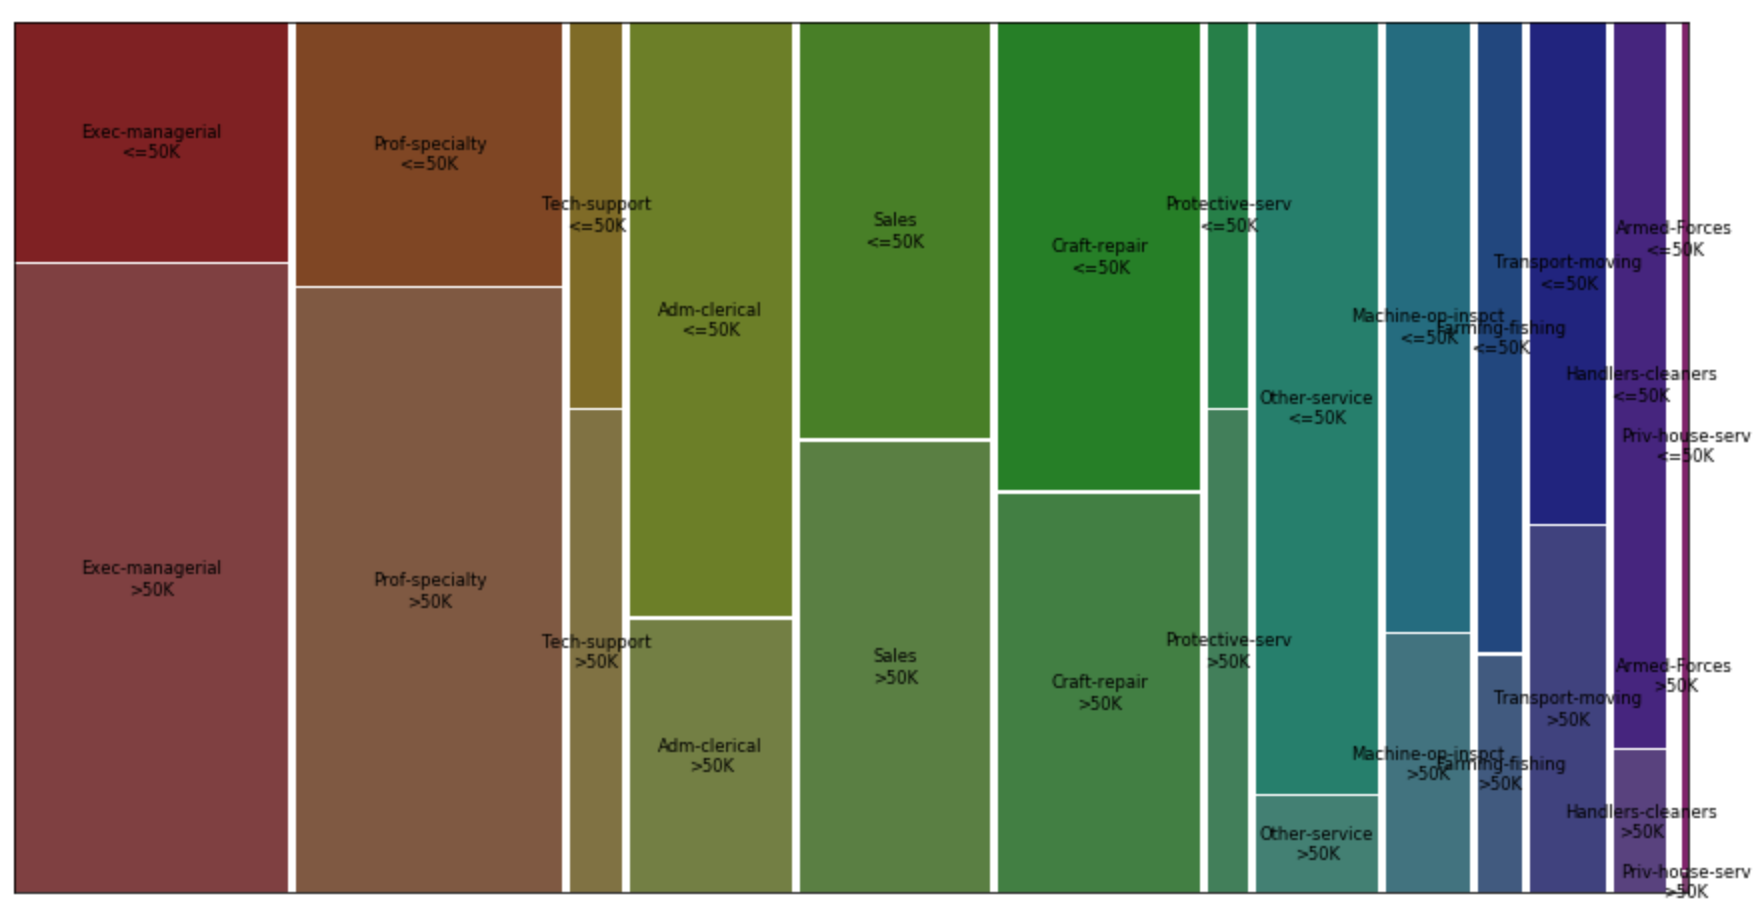 Exec-managerial
<=50K
Prof-specialty
<=50K
Tech-support
<=50K
Adm-clerical
<=50K
Sales
<=50K
Craft-repair
<=50K
Protective-serv
<=50K
Other-service
<=50K
Machine-op-inspct
<=50K
Farming-fishing
<=50K
Transport-moving
<=50K
Handlers-cleaners
<=50K
Armed-Forces
<=50K
Priv-house-serv
<=50K
Exec-managerial
>50K
Prof-specialty
>50K
Tech-support
>50K
Adm-clerical
>50K
Sales
>50K
Craft-repair
>50K
Protective-serv
>50K
Other-service
>50K
Machine-op-inspct
>50K
Farming-fishing
>50K
Transport-moving
>50K
Handlers-cleaners
>50K
Armed-Forces
>50K
Priv-house-serv
>50K